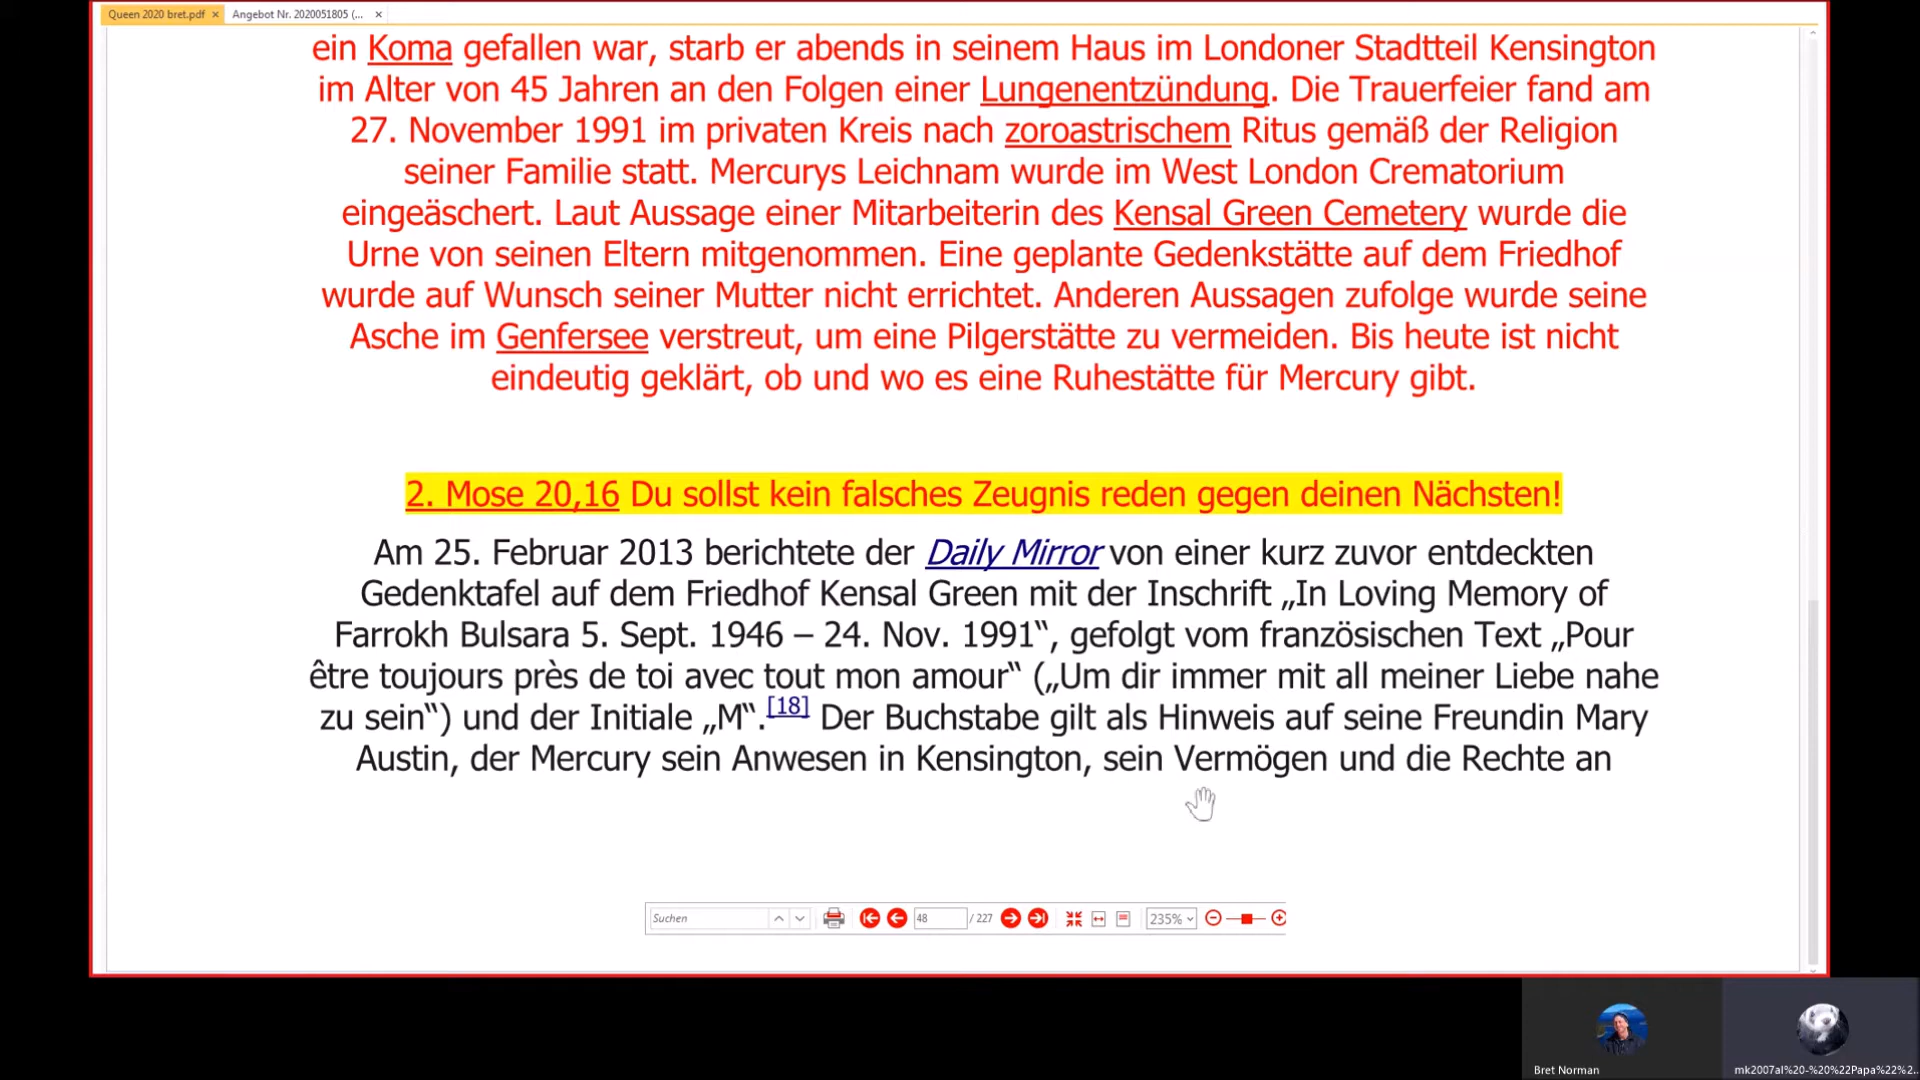 Queen 2020 bret.pdf × Angebot Nr. 2020051805 (... ×
ein Koma gefallen war, starb er abends in seinem Haus im Londoner Stadtteil Kensington
im Alter von 45 Jahren an den Folgen einer Lungenentzündung. Die Trauerfeier fand am
27. November 1991 im privaten Kreis nach zoroastrischem Ritus gemäß der Religion
seiner Familie statt. Mercurys Leichnam wurde im West London Crematorium
eingeäschert. Laut Aussage einer Mitarbeiterin des Kensal Green Cemetery wurde die
Urne von seinen Eltern mitgenommen. Eine geplante Gedenkstätte auf dem Friedhof
wurde auf Wunsch seiner Mutter nicht errichtet. Anderen Aussagen zufolge wurde seine
Asche im Genfersee verstreut, um eine Pilgerstätte zu vermeiden. Bis heute ist nicht
eindeutig geklärt, ob und wo es eine Ruhestätte für Mercury gibt.
2. Mose 20,16 Du sollst kein falsches Zeugnis reden gegen deinen Nächsten!
Am 25. Februar 2013 berichtete der Daily Mirror von einer kurz zuvor entdeckten
Gedenktafel auf dem Friedhof Kensal Green mit der Inschrift „In Loving Memory of
Farrokh Bulsara 5. Sept. 1946 – 24. Nov. 1991“, gefolgt vom französischen Text „Pour
être toujours près de toi avec tout mon amour“ („Um dir immer mit all meiner Liebe nahe
zu sein“) und der Initiale „M“.[18] Der Buchstabe gilt als Hinweis auf seine Freundin Mary
Austin, der Mercury sein Anwesen in Kensington, sein Vermögen und die Rechte an
Suchen 48 / 227 235%
Bret Norman
mk2007al%20-%20%22Papa%22%2...